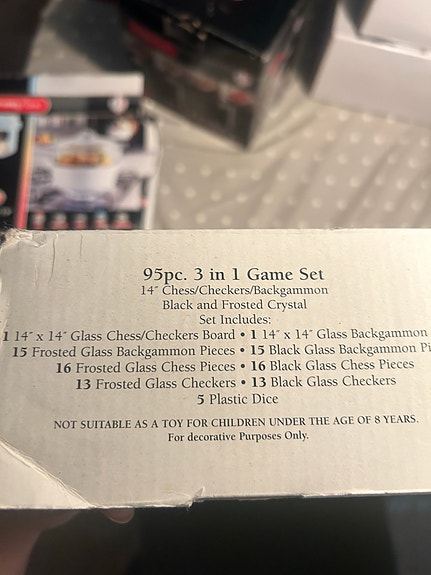 95pc. 3 in 1 Game Set
14″ Chess/Checkers/Backgammon
Black and Frosted Crystal
Set Includes:
1 14″ x 14″ Glass Chess/Checkers Board • 1 14″ x 14″ Glass Backgammon
15 Frosted Glass Backgammon Pieces • 15 Black Glass Backgammon Pi
16 Frosted Glass Chess Pieces • 16 Black Glass Chess Pieces
13 Frosted Glass Checkers • 13 Black Glass Checkers
5 Plastic Dice
NOT SUITABLE AS A TOY FOR CHILDREN UNDER THE AGE OF 8 YEARS.
For decorative Purposes Only.